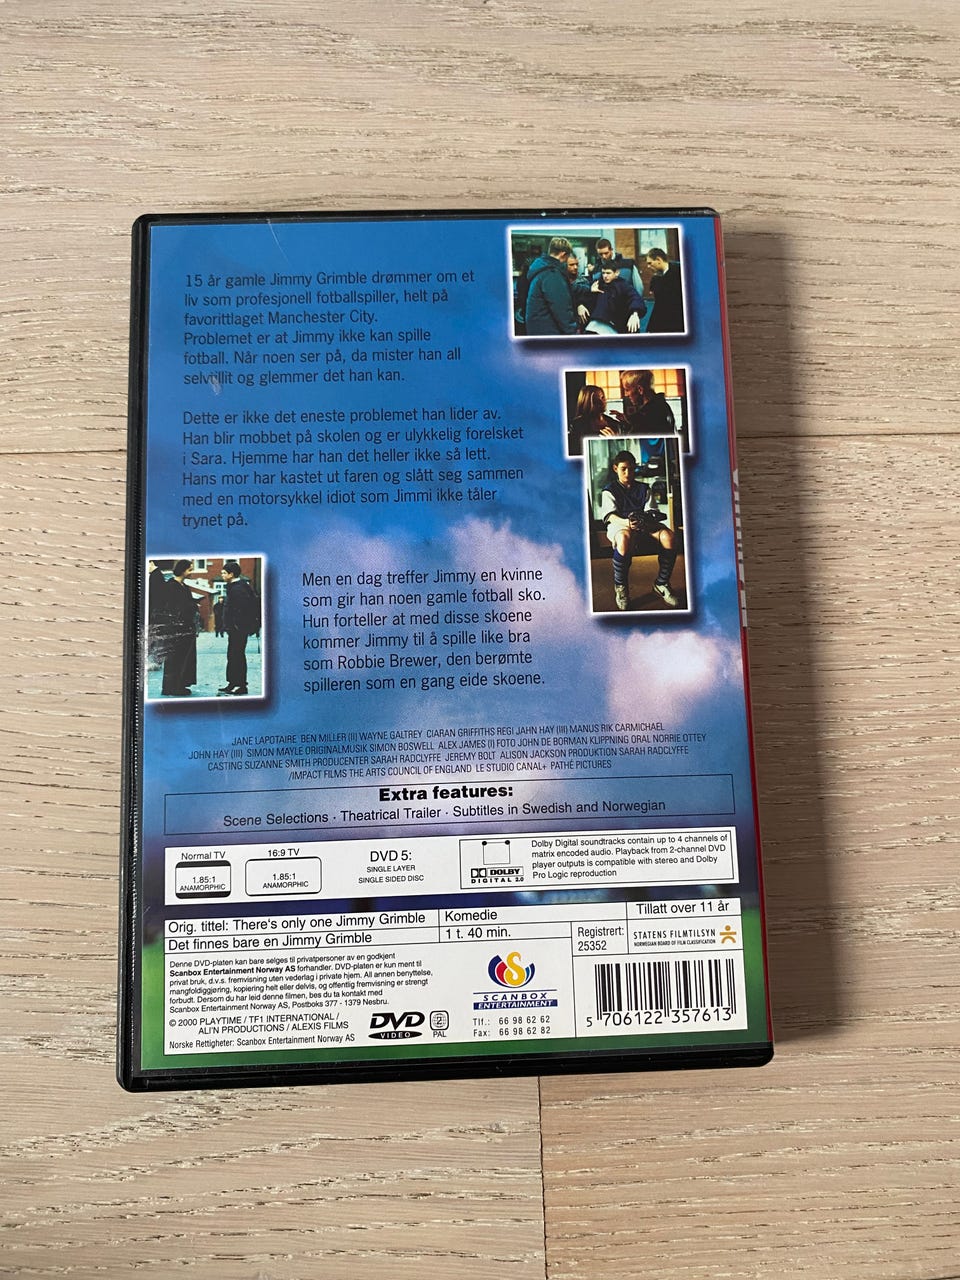 15 år gamle Jimmy Grimble drømmer om et
liv som profesjonell fotballspiller, helt på
favorittlaget Manchester City.
Problemet er at Jimmy ikke kan spille
fotball. Når noen ser på, da mister han all
selvtillit og glemmer det han kan.
Dette er ikke det eneste problemet han lider av.
Han blir mobbet på skolen og er ulykkelig forelsket
i Sara. Hjemme har han det heller ikke så lett.
Hans mor har kastet ut faren og slått seg sammen
med en motorsykkel idiot som Jimmi ikke tåler
trynet på.
Men en dag treffer Jimmy en kvinne
som gir han noen gamle fotball sko.
Hun forteller at med disse skoene
kommer Jimmy til å spille like bra
som Robbie Brewer, den berømte
spilleren som en gang eide skoene.
JANE LAPOTAIRE BEN MILLER (II) WAYNE GALTREY CIARAN GRIFFITHS REGI JAHN HAY (III) MANUS RIK CARMICHAEL
JOHN HAY (III) SIMON MAYLE ORIGINALMUSIK SIMON BOSWELL ALEX JAMES (I) FOTO JOHN DE BORMAN KLIPPNING ORAL NORRIE OTTEY
CASTING SUZANNE SMITH PRODUCENTER SARAH RADCLYFFE JEREMY BOLT ALISON JACKSON PRODUKTION SARAH RADCLYFFE
/IMPACT FILMS THE ARTS COUNCIL OF ENGLAND LE STUDIO CANAL+ PATHÉ PICTURES
Extra features:
Scene Selections · Theatrical Trailer · Subtitles in Swedish and Norwegian
Normal TV
1.85:1
ANAMORPHIC
16:9 TV
1.85:1
ANAMORPHIC
DVD 5:
SINGLE LAYER
SINGLE SIDED DISC
DOLBY
DIGITAL 2.0
Dolby Digital soundtracks contain up to 4 channels of
matrix encoded audio. Playback from 2-channel DVD
player outputs is compatible with stereo and Dolby
Pro Logic reproduction
Orig. tittel: There's only one Jimmy Grimble
Det finnes bare en Jimmy Grimble
Komedie
1 t. 40 min.
Tillatt over 11 år
Registrert:
25352
STATENS FILMTILSYN
NORWEGIAN BOARD OF FILM CLASSIFICATION
Denne DVD-platen kan bare selges til privatpersoner av en godkjent
Scanbox Entertainment Norway AS forhandler. DVD-platen er kun ment til
privat bruk, d.v.s. fremvisning uten vederlag i private hjem. All annen benyttelse,
mangfoldiggjøring, kopiering helt eller delvis, og offentlig fremvisning er strengt
forbudt. Dersom du har leid denne filmen, bes du ta kontakt med
Scanbox Entertainment Norway AS, Postboks 377 - 1379 Nesbru.
© 2000 PLAYTIME / TF1 INTERNATIONAL /
ALI'N PRODUCTIONS / ALEXIS FILMS
Norske Rettigheter: Scanbox Entertainment Norway AS
DVD
VIDEO
2
PAL
SCANBOX
ENTERTAINMENT
Tlf.: 66 98 62 62
Fax: 66 98 62 82
5 706122 357613